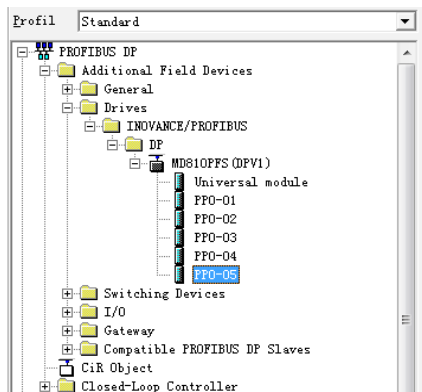 Profil Standard
PROFIBUS DP
Additional Field Devices
General
Drives
INOVANCE/PROFIBUS
DP
MD810PFS(DPV1)
Universal module
PPO-01
PPO-02
PPO-03
PPO-04
PPO-05
Switching Devices
I/O
Gateway
Compatible PROFIBUS DP Slaves
CiR Object
Closed-Loop Controller